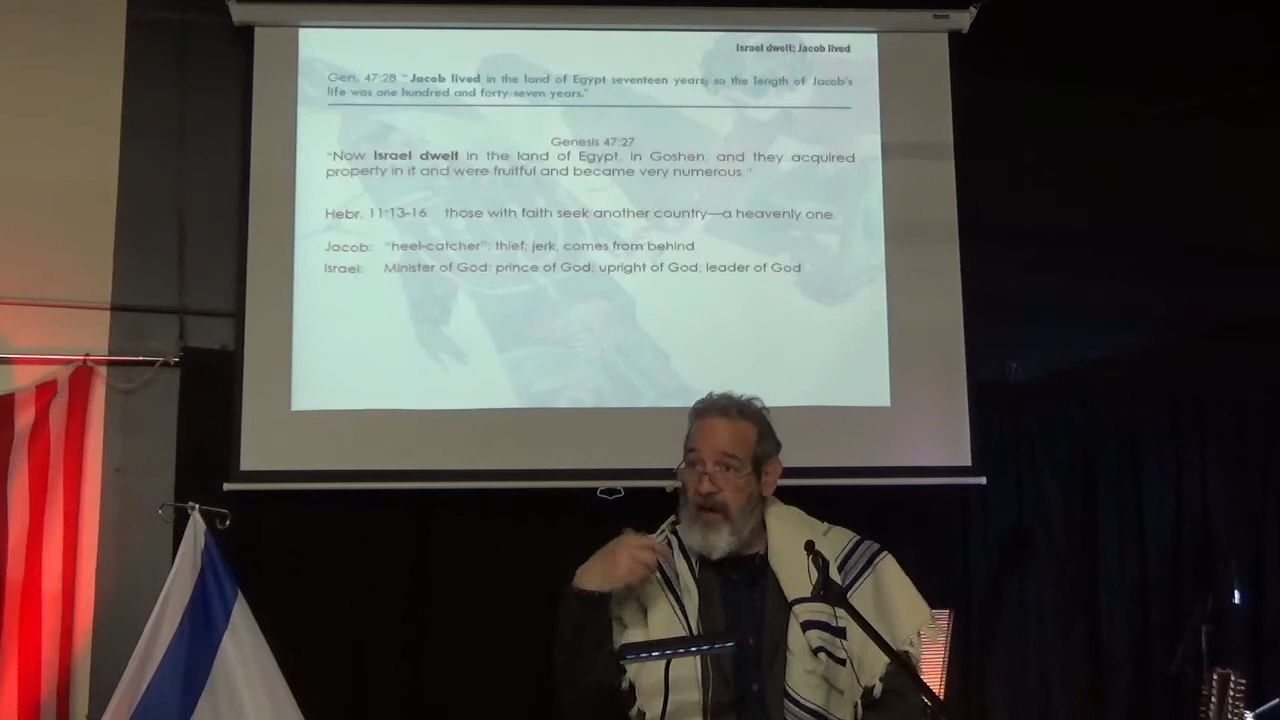 Israel dwelt; Jacob lived
Gen. 47:28 "Jacob lived in the land of Egypt seventeen years; so the length of Jacob's
life was one hundred and forty-seven years."
Genesis 47:27
"Now Israel dwelt in the land of Egypt, in Goshen, and they acquired
property in it and were fruitful and became very numerous."
Hebr. 11:13-16 those with faith seek another country—a heavenly one.
Jacob: "heel-catcher"; thief; jerk, comes from behind
Israel: Minister of God; prince of God, upright of God, leader of God